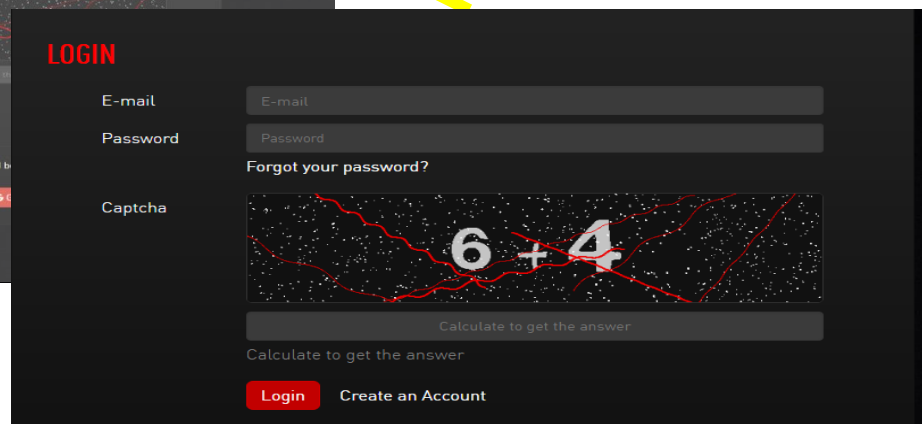 LOGIN
E-mail
E-mail
Password
Password
Forgot your password?
Captcha
6 + 4
Calculate to get the answer
Calculate to get the answer
Login
Create an Account